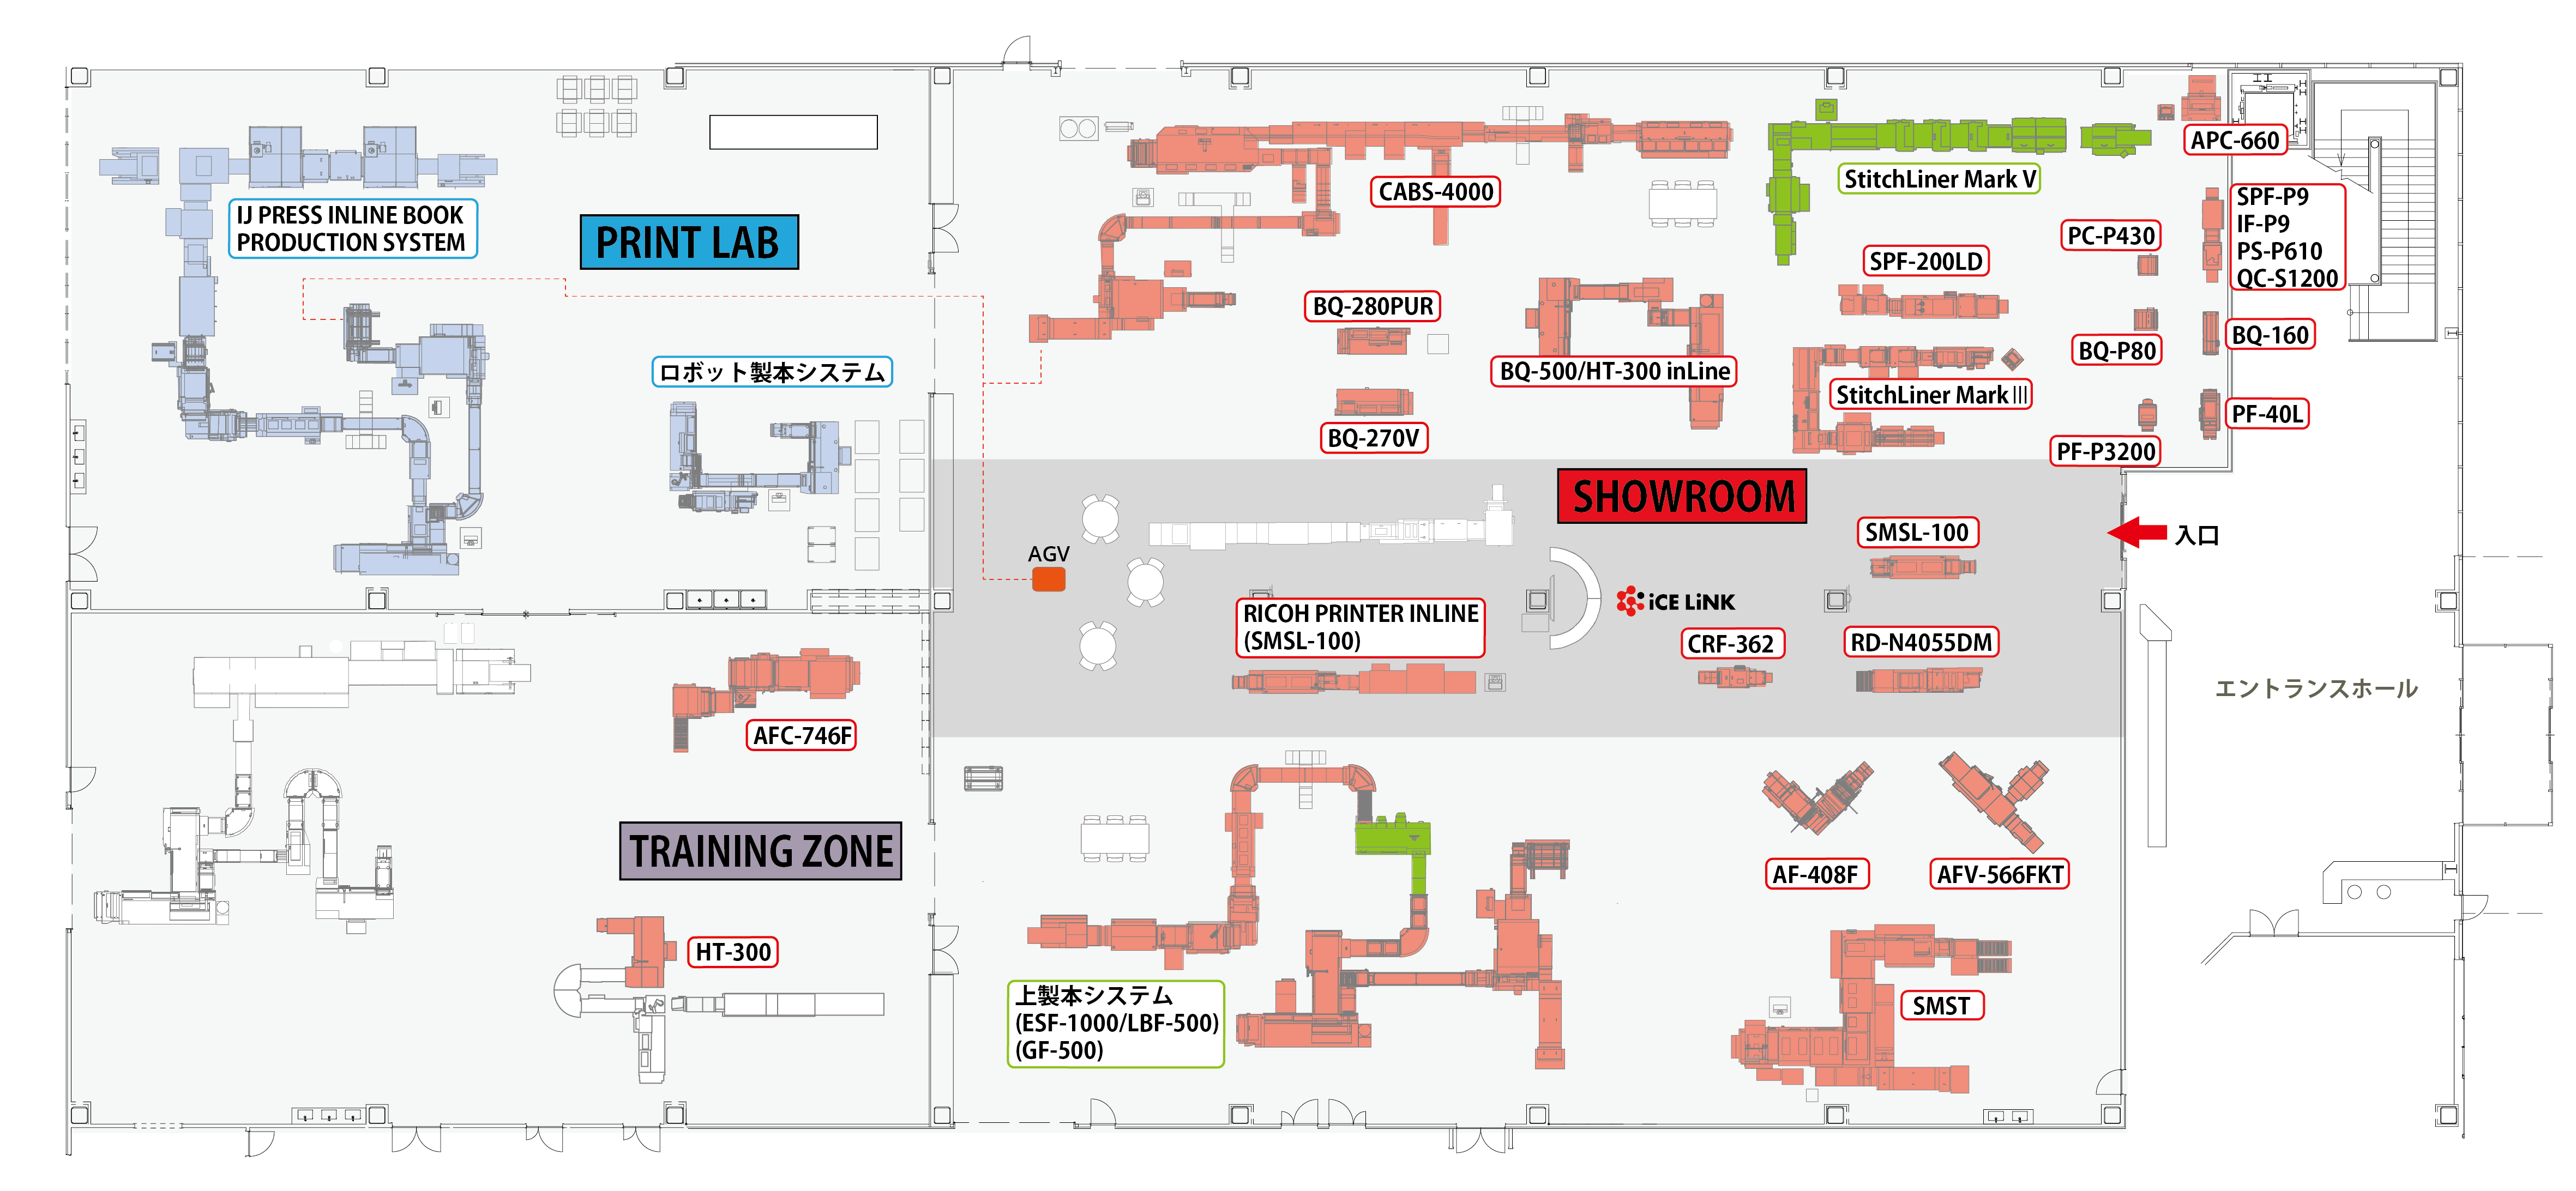 IJ PRESS INLINE BOOK
PRODUCTION SYSTEM
PRINT LAB
ロボット製本システム
CABS-4000
StitchLiner Mark V
APC-660
SPF-P9
IF-P9
PS-P610
QC-S1200
PC-P430
SPF-200LD
BQ-280PUR
BQ-160
BQ-P80
BQ-500/HT-300 inLine
StitchLiner MarkⅢ
PF-40L
BQ-270V
PF-P3200
SHOWROOM
SMSL-100
入口
AGV
iCE LiNK
RICOH PRINTER INLINE
(SMSL-100)
CRF-362
RD-N4055DM
エントランスホール
AFC-746F
TRAINING ZONE
AF-408F
AFV-566FKT
HT-300
上製本システム
(ESF-1000/LBF-500)
(GF-500)
SMST